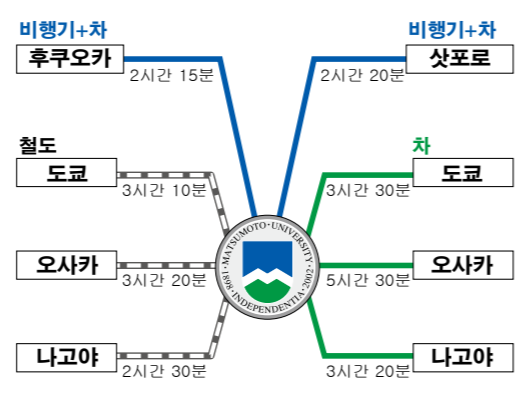 비행기+차
후쿠오카
2시간 15분
비행기+차
삿포로
2시간 20분
철도
도쿄
3시간 10분
차
도쿄
3시간 30분
오사카
3시간 20분
오사카
5시간 30분
나고야
2시간 30분
나고야
3시간 20분
MATSUMOTO·UNIVERSITY
·1898·INDEPENDENTIA·2002·